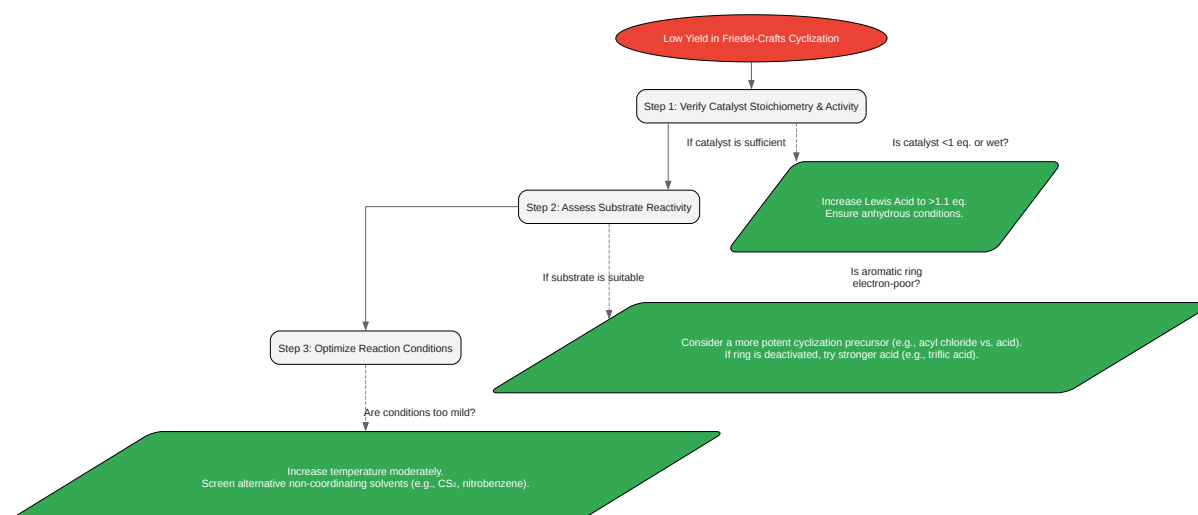 Low Yield in Friedel-Crafts Cyclization
Step 1: Verify Catalyst Stoichiometry & Activity
If catalyst is sufficient
Is catalyst <1 eq. or wet?
Increase Lewis Acid to >1.1 eq.
Ensure anhydrous conditions.
Step 2: Assess Substrate Reactivity
If substrate is suitable
Is aromatic ring
electron-poor?
Consider a more potent cyclization precursor (e.g., acyl chloride vs. acid).
If ring is deactivated, try stronger acid (e.g., triflic acid).
Step 3: Optimize Reaction Conditions
Are conditions too mild?
Increase temperature moderately.
Screen alternative non-coordinating solvents (e.g., CS₂, nitrobenzene).